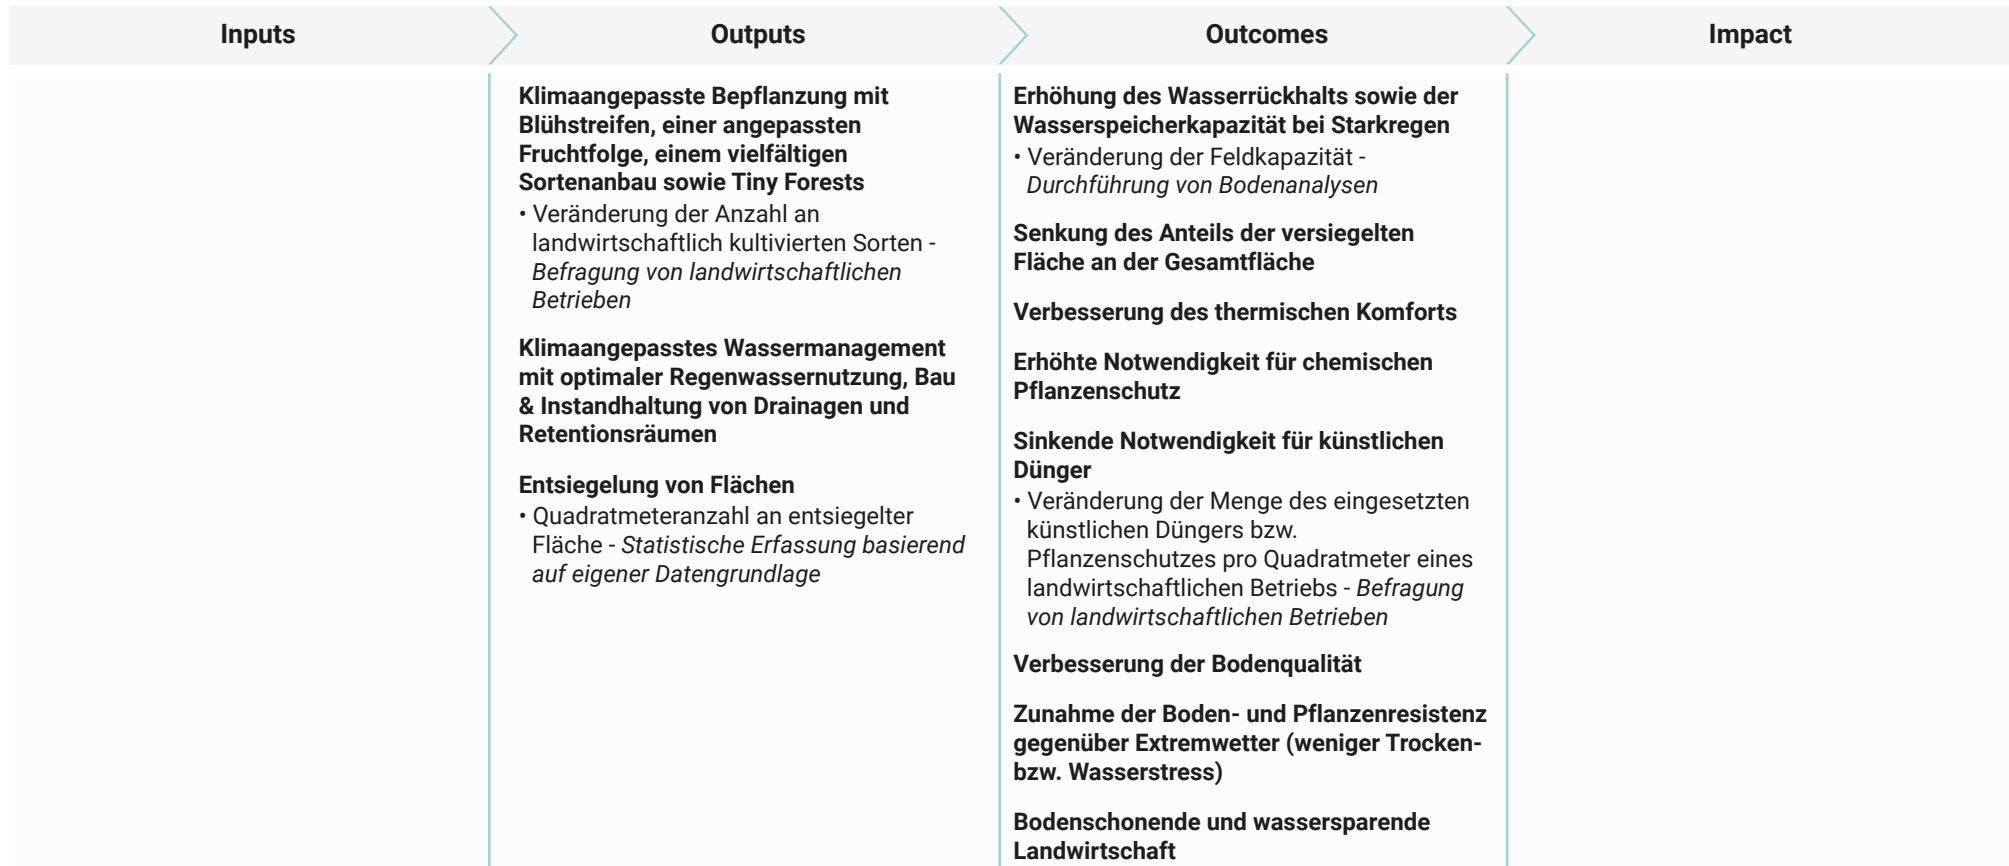 Inputs
Outputs
Outcomes
Impact
Klimaangepasste Bepflanzung mit
Blühstreifen, einer angepassten
Fruchtfolge, einem vielfältigen
Sortenanbau sowie Tiny Forests
• Veränderung der Anzahl an
landwirtschaftlich kultivierten Sorten -
Befragung von landwirtschaftlichen
Betrieben
Klimaangepasstes Wassermanagement
mit optimaler Regenwassernutzung, Bau
& Instandhaltung von Drainagen und
Retentionsräumen
Entsiegelung von Flächen
• Quadratmeteranzahl an entsiegelter
Fläche - Statistische Erfassung basierend
auf eigener Datengrundlage
Erhöhung des Wasserrückhalts sowie der
Wasserspeicherkapazität bei Starkregen
• Veränderung der Feldkapazität -
Durchführung von Bodenanalysen
Senkung des Anteils der versiegelten
Fläche an der Gesamtfläche
Verbesserung des thermischen Komforts
Erhöhte Notwendigkeit für chemischen
Pflanzenschutz
Sinkende Notwendigkeit für künstlichen
Dünger
• Veränderung der Menge des eingesetzten
künstlichen Düngers bzw.
Pflanzenschutzes pro Quadratmeter eines
landwirtschaftlichen Betriebs - Befragung
von landwirtschaftlichen Betrieben
Verbesserung der Bodenqualität
Zunahme der Boden- und Pflanzenresistenz
gegenüber Extremwetter (weniger Trocken-
bzw. Wasserstress)
Bodenschonende und wassersparende
Landwirtschaft